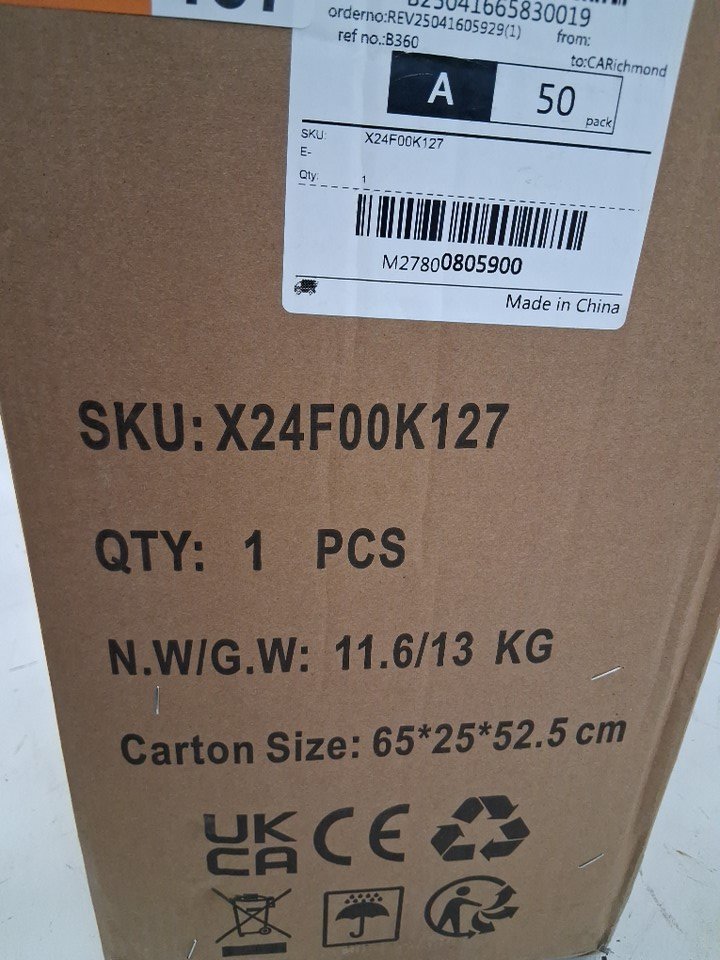 B25041665830019
orderno:REV25041605929(1)
from:
ref no.:B360
to:CARichmond
A 50 pack
SKU: X24F00K127
E-
Qty: 1
M27800805900
Made in China
SKU:X24F00K127
QTY: 1 PCS
N.W/G.W: 11.6/13 KG
Carton Size: 65*25*52.5 cm
UK
CA
CE